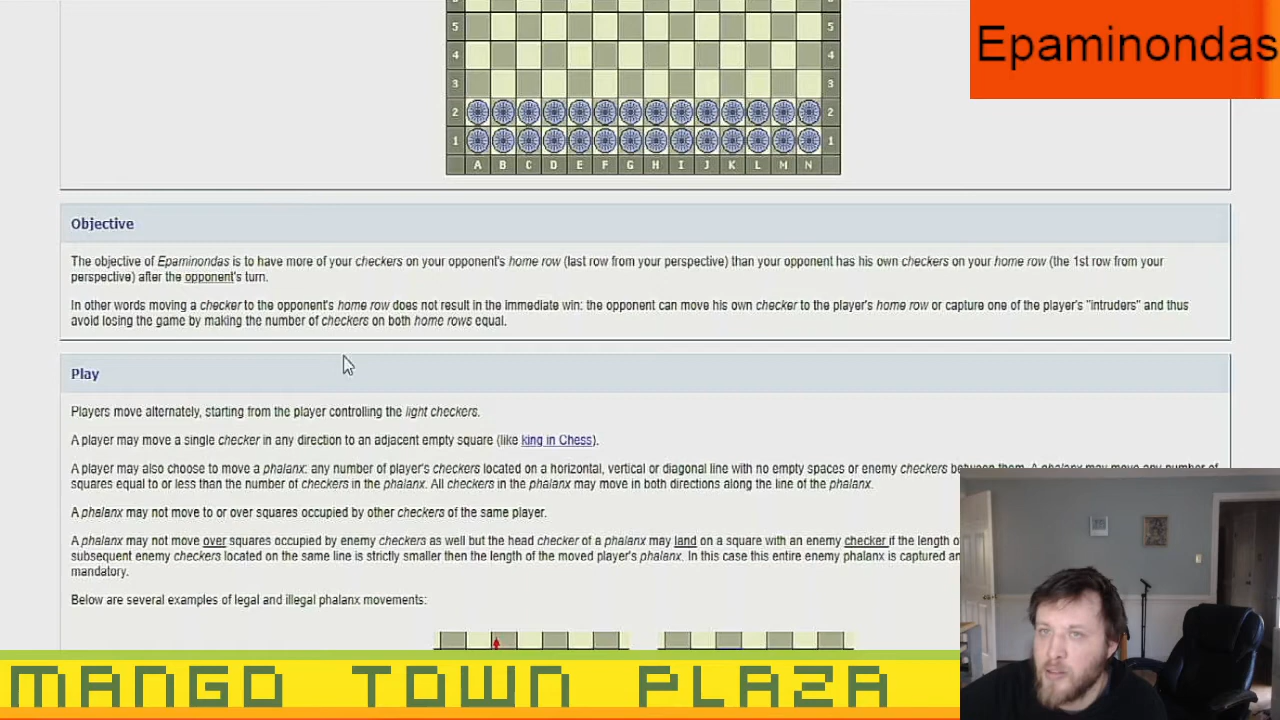 Epaminondas
5 5
4 4
3 3
2 2
1 1
A B C D E F G H I J K L M N
Objective
The objective of Epaminondas is to have more of your checkers on your opponent's home row (last row from your perspective) than your opponent has his own checkers on your home row (the 1st row from your
perspective) after the opponent's turn.
In other words moving a checker to the opponent's home row does not result in the immediate win: the opponent can move his own checker to the player's home row or capture one of the player's "intruders" and thus
avoid losing the game by making the number of checkers on both home rows equal.
Play
Players move alternately, starting from the player controlling the light checkers.
A player may move a single checker in any direction to an adjacent empty square (like king in Chess).
A player may also choose to move a phalanx: any number of player's checkers located on a horizontal, vertical or diagonal line with no empty spaces or enemy checkers between them. A phalanx may move any number of
squares equal to or less than the number of checkers in the phalanx. All checkers in the phalanx may move in both directions along the line of the phalanx.
A phalanx may not move to or over squares occupied by other checkers of the same player.
A phalanx may not move over squares occupied by enemy checkers as well but the head checker of a phalanx may land on a square with an enemy checker if the length o
subsequent enemy checkers located on the same line is strictly smaller then the length of the moved player's phalanx. In this case this entire enemy phalanx is captured an
mandatory.
Below are several examples of legal and illegal phalanx movements:
MANGO TOWN PLAZA